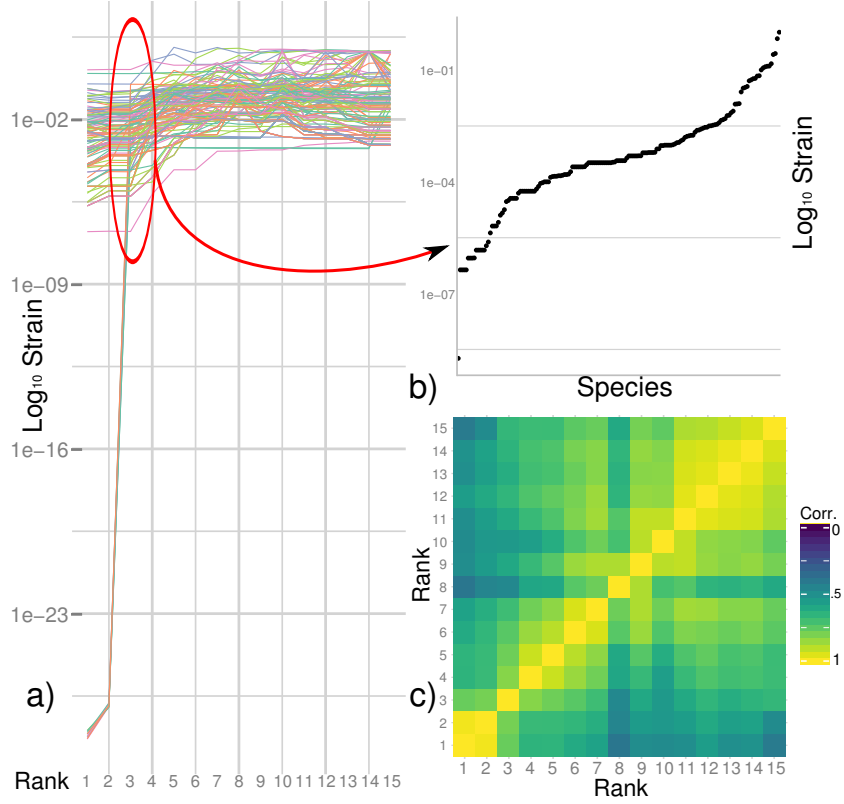 1e−02
1e−09
1e−16
1e−23
Log₁₀ Strain
a)
Rank
1 2 3 4 5 6 7 8 9 10 11 12 13 14 15
1e−01
1e−04
1e−07
Log₁₀ Strain
b)
Species
15
14
13
12
11
10
9
8
7
6
5
4
3
2
1
Rank
c)
1 2 3 4 5 6 7 8 9 10 11 12 13 14 15
Rank
Corr.
0
.5
1